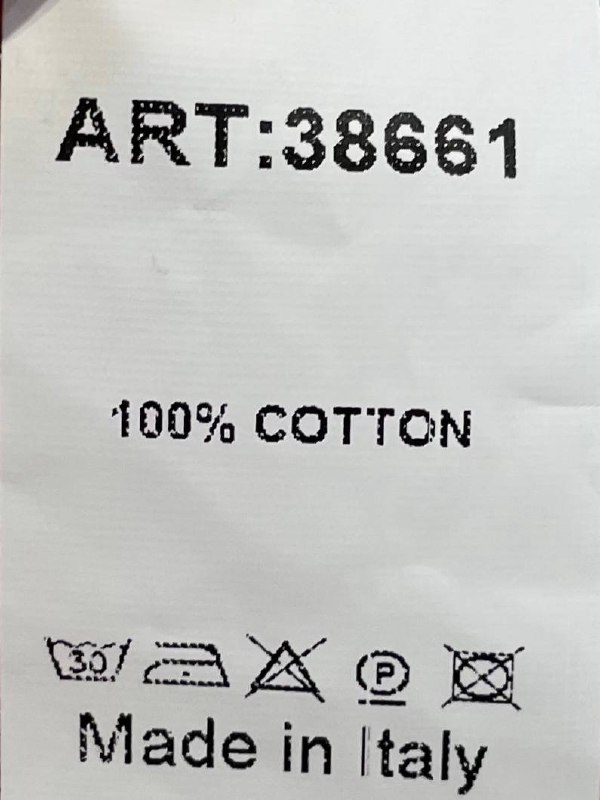 ART:38661
100% COTTON
30 P
Made in Italy